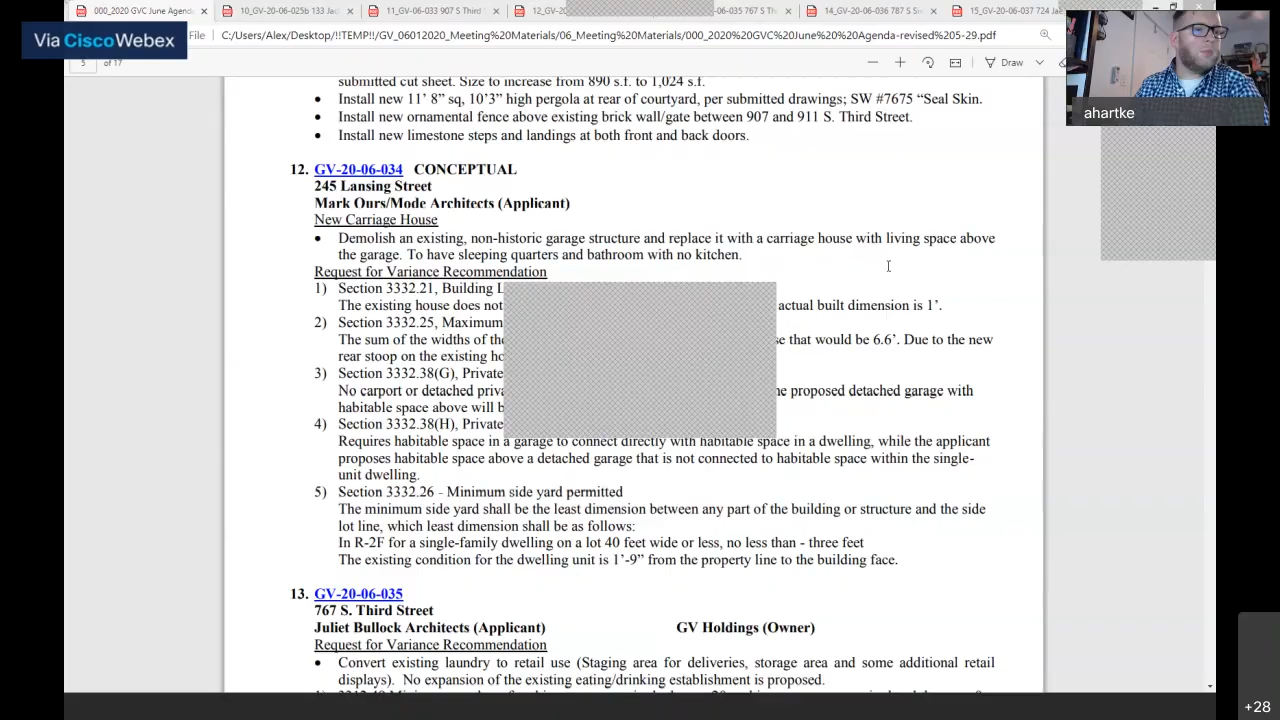 000_2020 GVC June Agenda
10_GV-20-06-025b 133 Jac
11_GV-20-06-033 907 S Third
12_GV-20-06-0
-035 767 S T
14_GV-20-06-036 787 S
15_GV-20-06-037 724 Ja
Via CiscoWebex
File
C:/Users/Alex/Desktop/!!TEMP!!/GV_06012020_Meeting%20Materials/06_Meeting%20Materials/000_2020%20GVC%20June%20%20Agenda-revised%205-29.pdf
5 of 17
Draw
submitted cut sheet. Size to increase from 890 s.f. to 1,024 s.f.
• Install new 11' 8” sq, 10'3” high pergola at rear of courtyard, per submitted drawings; SW #7675 “Seal Skin.
• Install new ornamental fence above existing brick wall/gate between 907 and 911 S. Third Street.
• Install new limestone steps and landings at both front and back doors.
12. GV-20-06-034 CONCEPTUAL
245 Lansing Street
Mark Ours/Mode Architects (Applicant)
New Carriage House
• Demolish an existing, non-historic garage structure and replace it with a carriage house with living space above
the garage. To have sleeping quarters and bathroom with no kitchen.
Request for Variance Recommendation
1) Section 3332.21, Building L
The existing house does not actual built dimension is 1’.
2) Section 3332.25, Maximum
The sum of the widths of the se that would be 6.6’. Due to the new
rear stoop on the existing ho
3) Section 3332.38(G), Private
No carport or detached priva he proposed detached garage with
habitable space above will b
4) Section 3332.38(H), Private
Requires habitable space in a garage to connect directly with habitable space in a dwelling, while the applicant
proposes habitable space above a detached garage that is not connected to habitable space within the single-
unit dwelling.
5) Section 3332.26 - Minimum side yard permitted
The minimum side yard shall be the least dimension between any part of the building or structure and the side
lot line, which least dimension shall be as follows:
In R-2F for a single-family dwelling on a lot 40 feet wide or less, no less than - three feet
The existing condition for the dwelling unit is 1’-9” from the property line to the building face.
13. GV-20-06-035
767 S. Third Street
Juliet Bullock Architects (Applicant) GV Holdings (Owner)
Request for Variance Recommendation
• Convert existing laundry to retail use (Staging area for deliveries, storage area and some additional retail
displays). No expansion of the existing eating/drinking establishment is proposed.
ahartke
+28